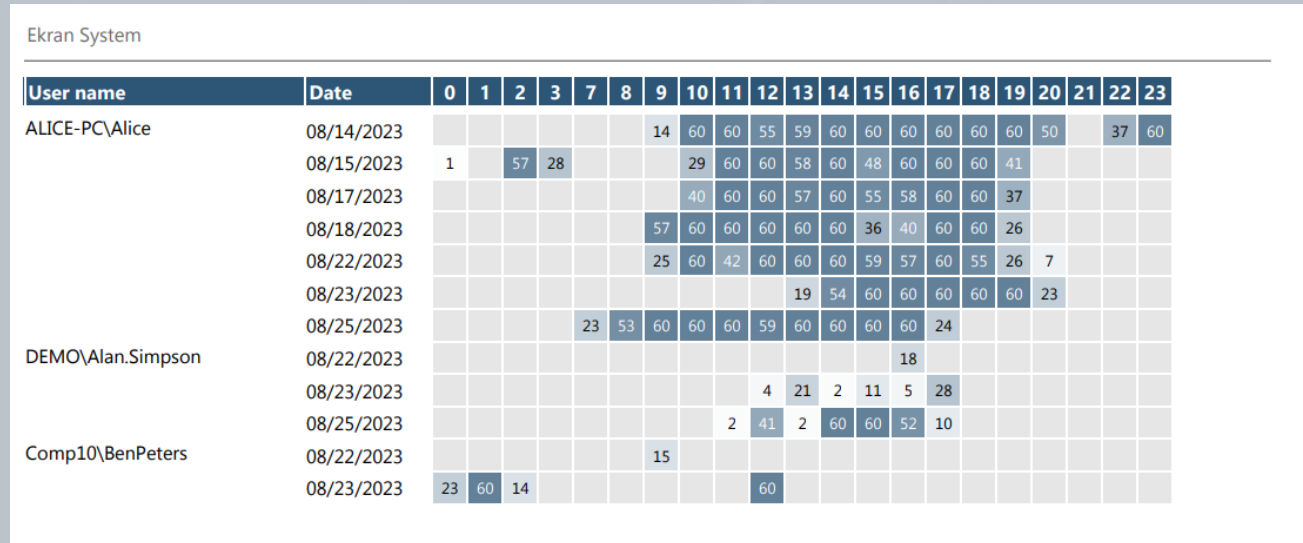 Ekran System
User name Date 0 1 2 3 7 8 9 10 11 12 13 14 15 16 17 18 19 20 21 22 23
ALICE-PC\Alice 08/14/2023 14 60 60 55 59 60 60 60 60 60 60 50 37 60
08/15/2023 1 57 28 29 60 60 58 60 48 60 60 60 41
08/17/2023 40 60 60 57 60 55 58 60 60 37
08/18/2023 57 60 60 60 60 60 36 40 60 60 26
08/22/2023 25 60 42 60 60 60 59 57 60 55 26 7
08/23/2023 19 54 60 60 60 60 60 23
08/25/2023 23 53 60 60 60 59 60 60 60 60 24
DEMO\Alan.Simpson 08/22/2023 18
08/23/2023 4 21 2 11 5 28
08/25/2023 2 41 2 60 60 52 10
Comp10\BenPeters 08/22/2023 15
08/23/2023 23 60 14 60